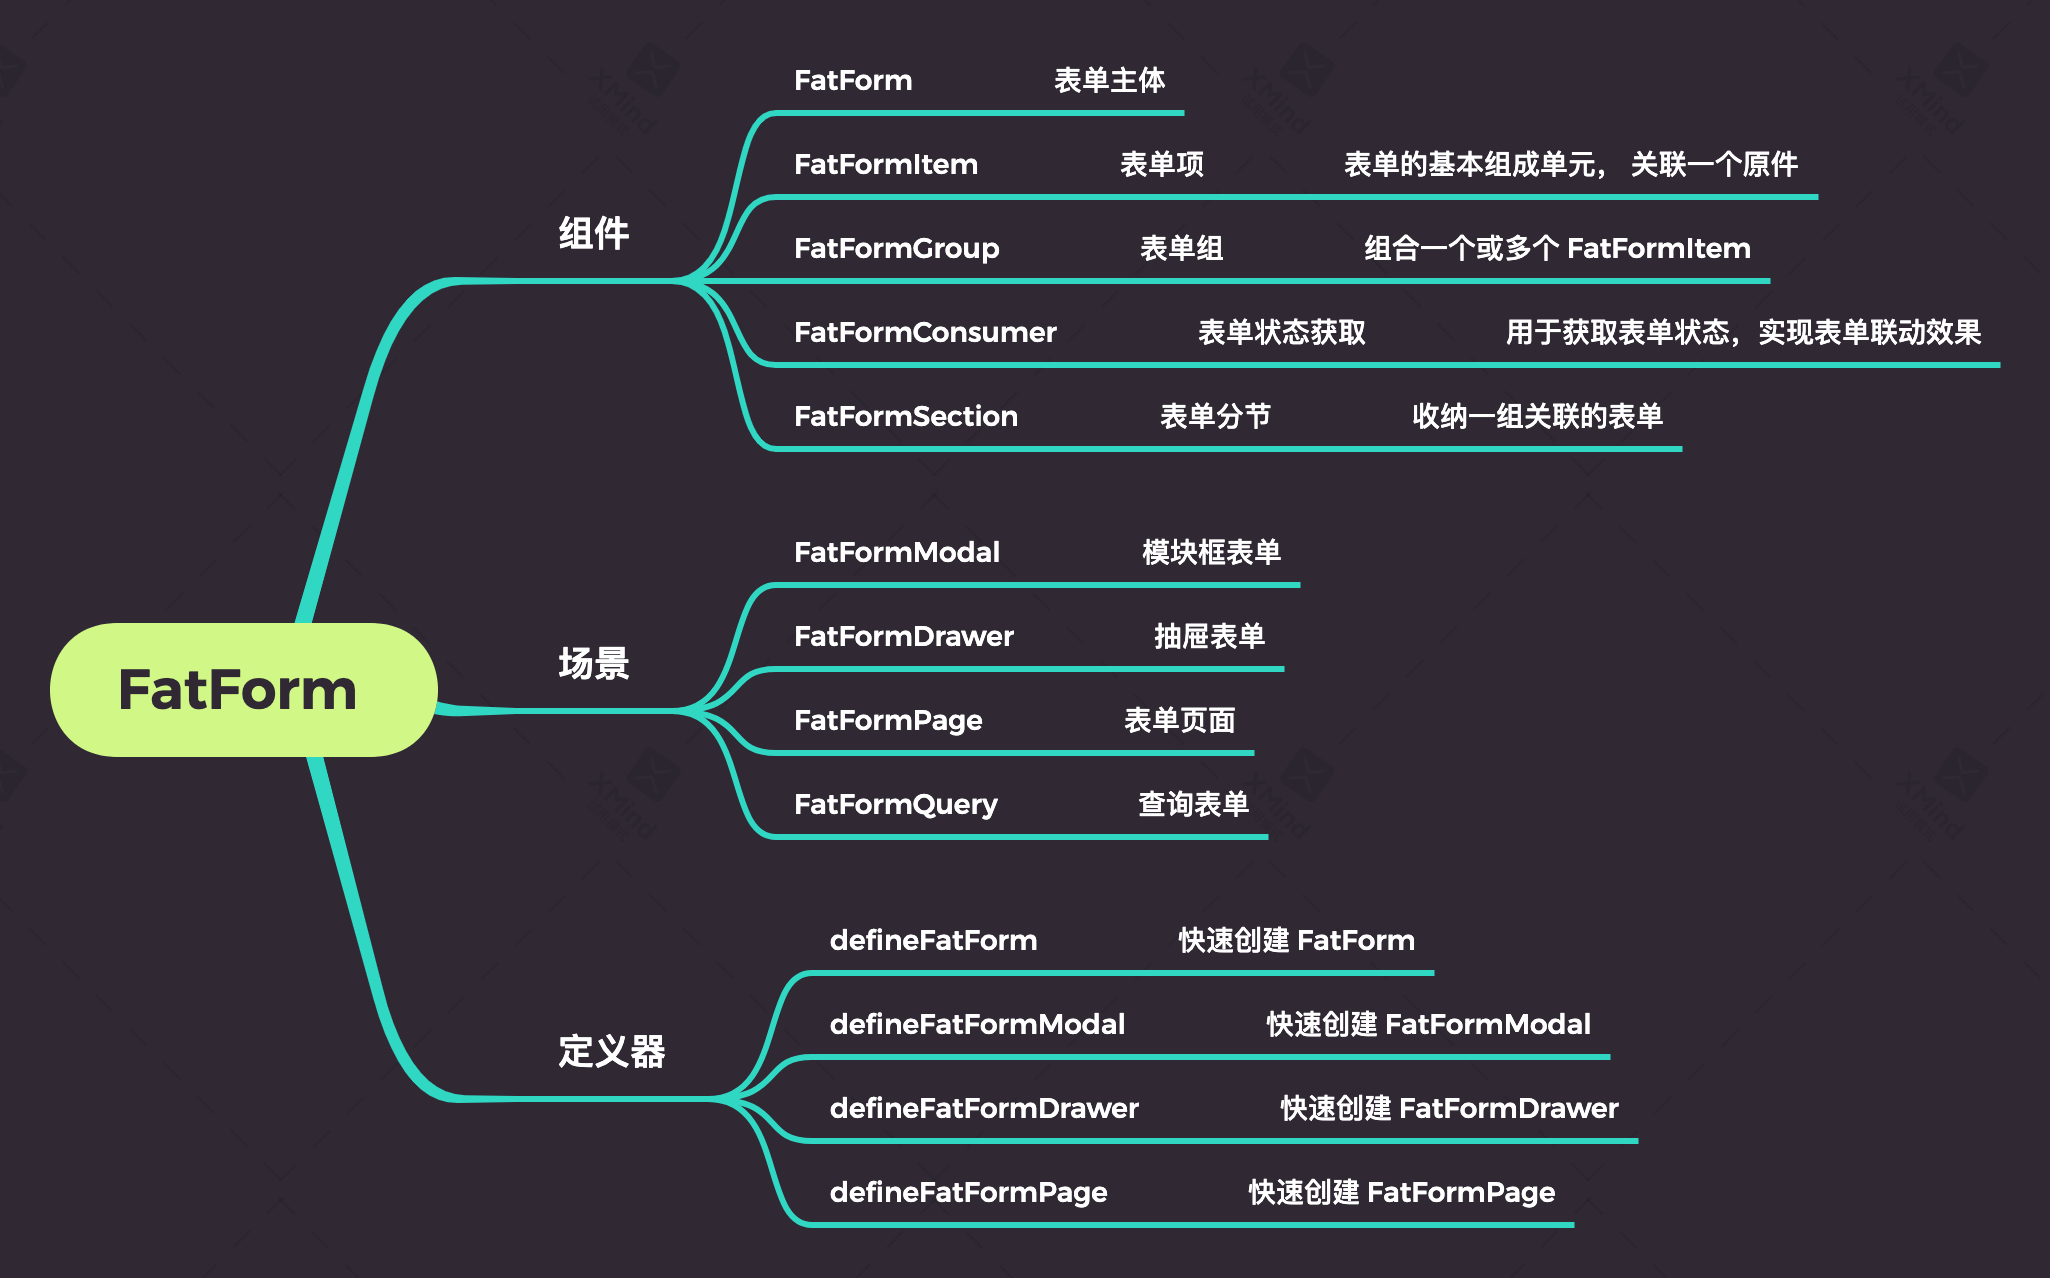 FatForm 表单主体
FatFormItem 表单项 表单的基本组成单元， 关联一个原件
组件
FatFormGroup 表单组 组合一个或多个 FatFormItem
FatFormConsumer 表单状态获取 用于获取表单状态，实现表单联动效果
FatFormSection 表单分节 收纳一组关联的表单
FatFormModal 模块框表单
FatFormDrawer 抽屉表单
场景
FatForm
FatFormPage 表单页面
FatFormQuery 查询表单
defineFatForm 快速创建 FatForm
defineFatFormModal 快速创建 FatFormModal
定义器
defineFatFormDrawer 快速创建 FatFormDrawer
defineFatFormPage 快速创建 FatFormPage
XMind
XMind
XMind
XMind
XMind
XMind